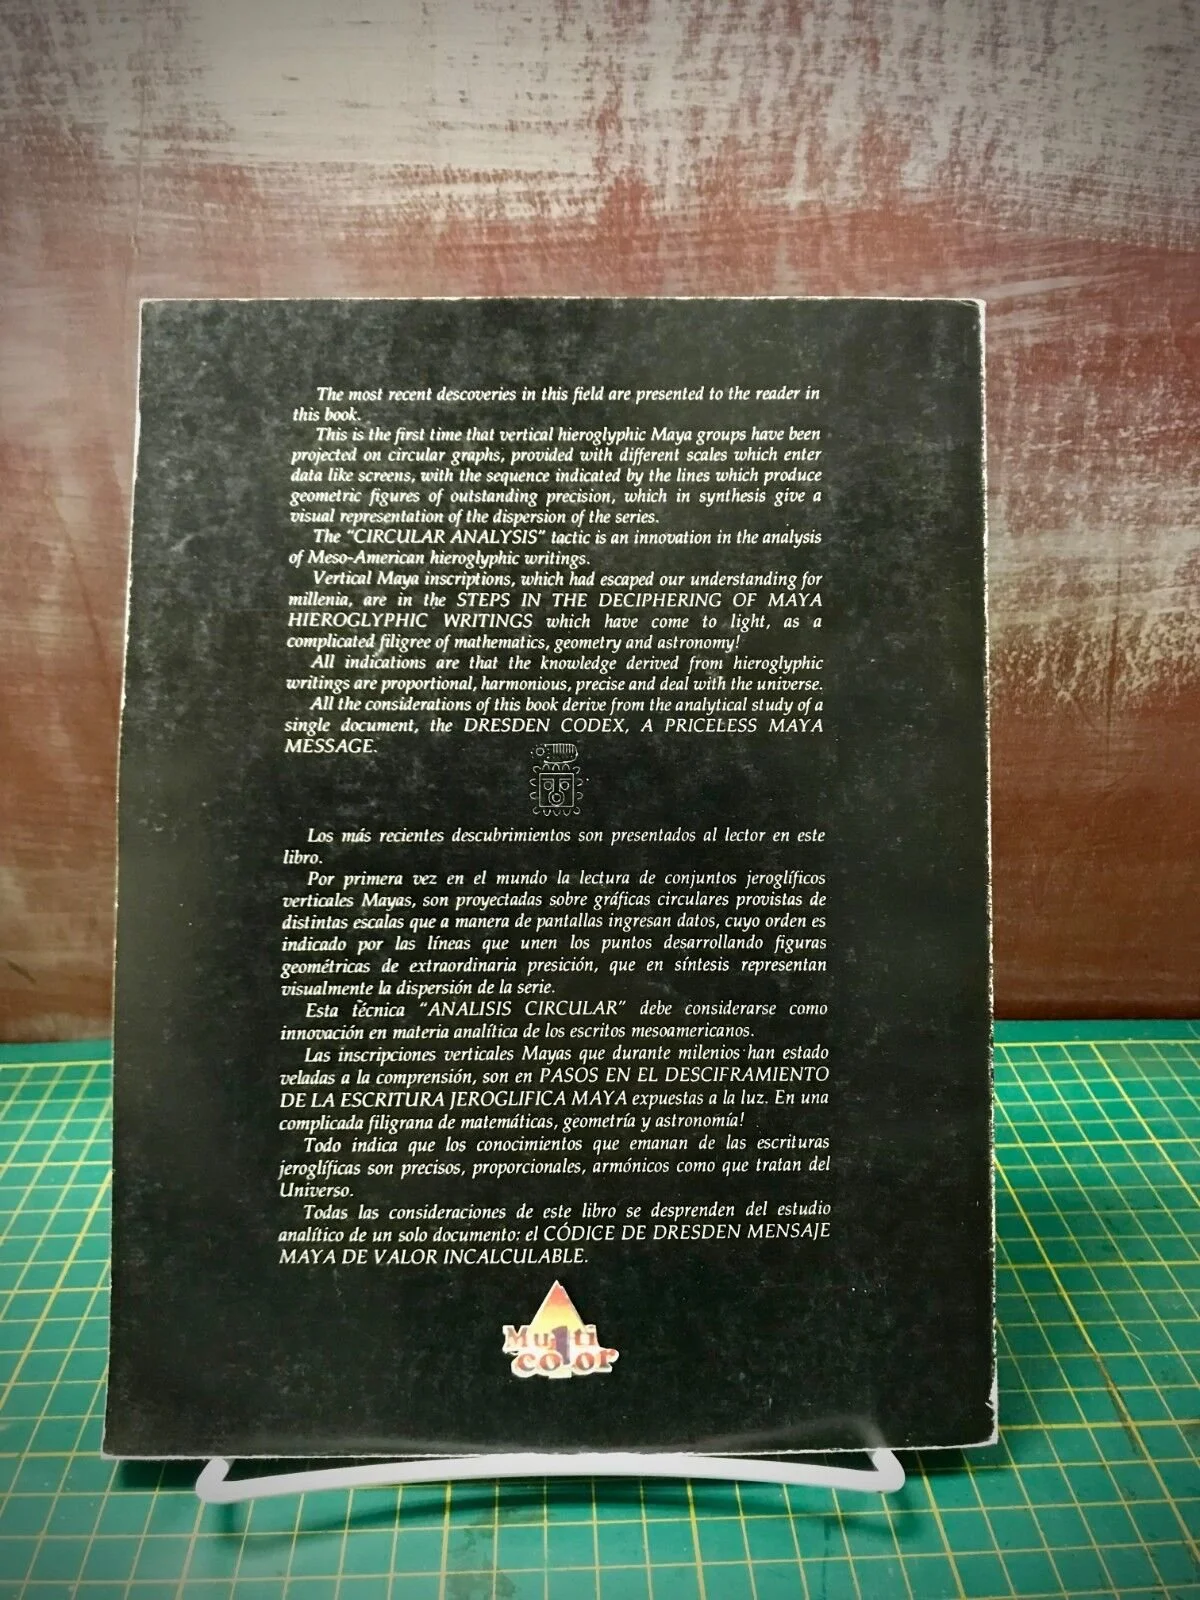 The most recent descoveries in this field are presented to the reader in
this book.
This is the first time that vertical hieroglyphic Maya groups have been
projected on circular graphs, provided with different scales which enter
data like screens, with the sequence indicated by the lines which produce
geometric figures of outstanding precision, which in synthesis give a
visual representation of the dispersion of the series.
The "CIRCULAR ANALYSIS" tactic is an innovation in the analysis
of Meso-American hieroglyphic writings.
Vertical Maya inscriptions, which had escaped our understanding for
millenia, are in the STEPS IN THE DECIPHERING OF MAYA
HIEROGLYPHIC WRITINGS which have come to light, as a
complicated filigree of mathematics, geometry and astronomy!
All indications are that the knowledge derived from hieroglyphic
writings are proportional, harmonious, precise and deal with the universe.
All the considerations of this book derive from the analytical study of a
single document, the DRESDEN CODEX, A PRICELESS MAYA
MESSAGE.
Los más recientes descubrimientos son presentados al lector en este
libro.
Por primera vez en el mundo la lectura de conjuntos jeroglíficos
verticales Mayas, son proyectadas sobre gráficas circulares provistas de
distintas escalas que a manera de pantallas ingresan datos, cuyo orden es
indicado por las líneas que unen los puntos desarrollando figuras
geométricas de extraordinaria presición, que en síntesis representan
visualmente la dispersión de la serie.
Esta técnica "ANALISIS CIRCULAR" debe considerarse como
innovación en materia analítica de los escritos mesoamericanos.
Las inscripciones verticales Mayas que durante milenios han estado
veladas a la comprensión, son en PASOS EN EL DESCIFRAMIENTO
DE LA ESCRITURA JEROGLIFICA MAYA expuestas a la luz. En una
complicada filigrana de matemáticas, geometría y astronomía!
Todo indica que los conocimientos que emanan de las escrituras
jeroglíficas son precisos, proporcionales, armónicos como que tratan del
Universo.
Todas las consideraciones de este libro se desprenden del estudio
analítico de un solo documento: el CÓDICE DE DRESDEN MENSAJE
MAYA DE VALOR INCALCULABLE.
Multi
color